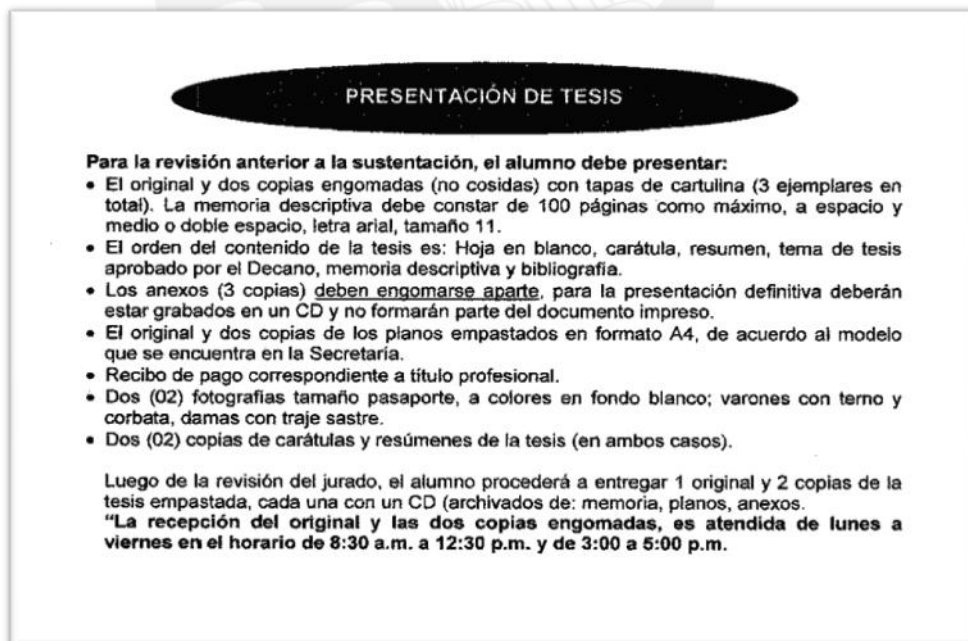 PRESENTACIÓN DE TESIS
Para la revisión anterior a la sustentación, el alumno debe presentar:
• El original y dos copias engomadas (no cosidas) con tapas de cartulina (3 ejemplares en
total). La memoria descriptiva debe constar de 100 páginas como máximo, a espacio y
medio o doble espacio, letra arial, tamaño 11.
• El orden del contenido de la tesis es: Hoja en blanco, carátula, resumen, tema de tesis
aprobado por el Decano, memoria descriptiva y bibliografía.
• Los anexos (3 copias) deben engomarse aparte, para la presentación definitiva deberán
estar grabados en un CD y no formarán parte del documento impreso.
• El original y dos copias de los planos empastados en formato A4, de acuerdo al modelo
que se encuentra en la Secretaría.
• Recibo de pago correspondiente a título profesional.
• Dos (02) fotografías tamaño pasaporte, a colores en fondo blanco; varones con terno y
corbata, damas con traje sastre.
• Dos (02) copias de carátulas y resúmenes de la tesis (en ambos casos).
Luego de la revisión del jurado, el alumno procederá a entregar 1 original y 2 copias de la
tesis empastada, cada una con un CD (archivados de: memoria, planos, anexos.
"La recepción del original y las dos copias engomadas, es atendida de lunes a
viernes en el horario de 8:30 a.m. a 12:30 p.m. y de 3:00 a 5:00 p.m.